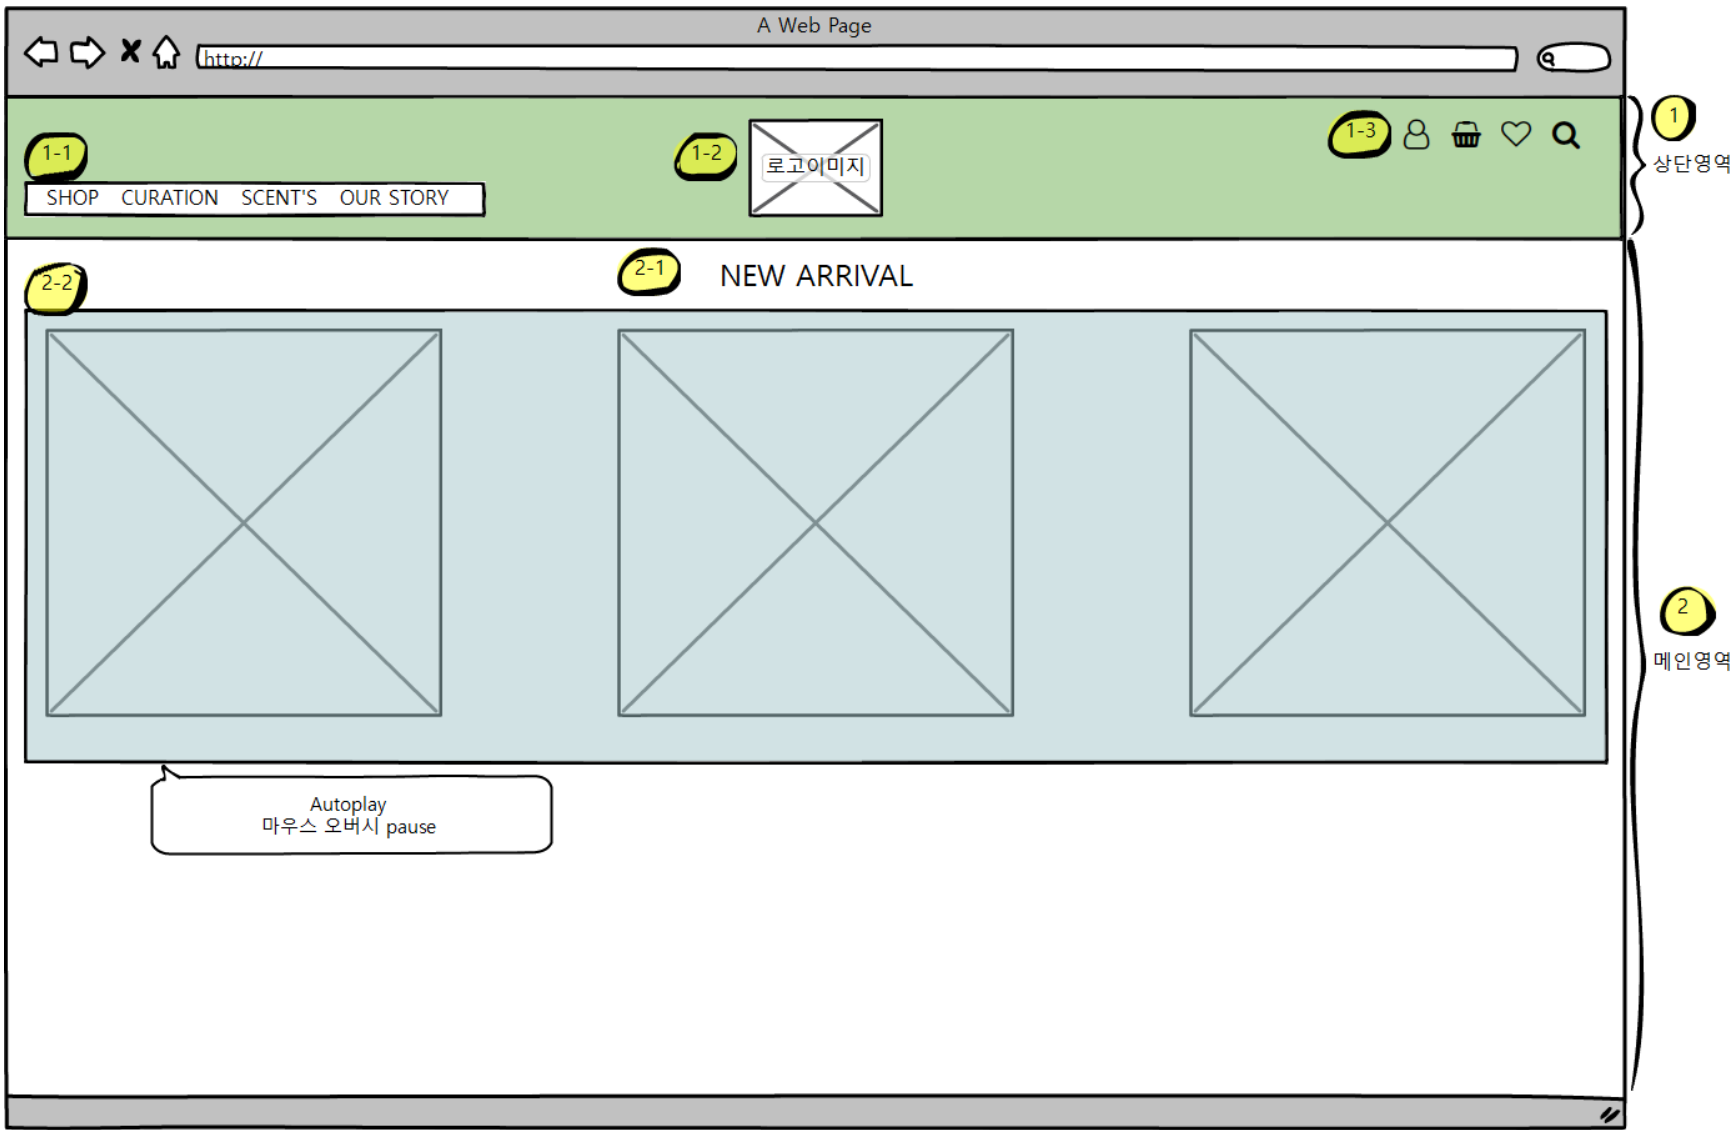 A Web Page
http://
1
상단영역
1-1
1-2
로고이미지
1-3
SHOP CURATION SCENT'S OUR STORY
2-1
NEW ARRIVAL
2-2
2
메인영역
Autoplay
마우스 오버시 pause